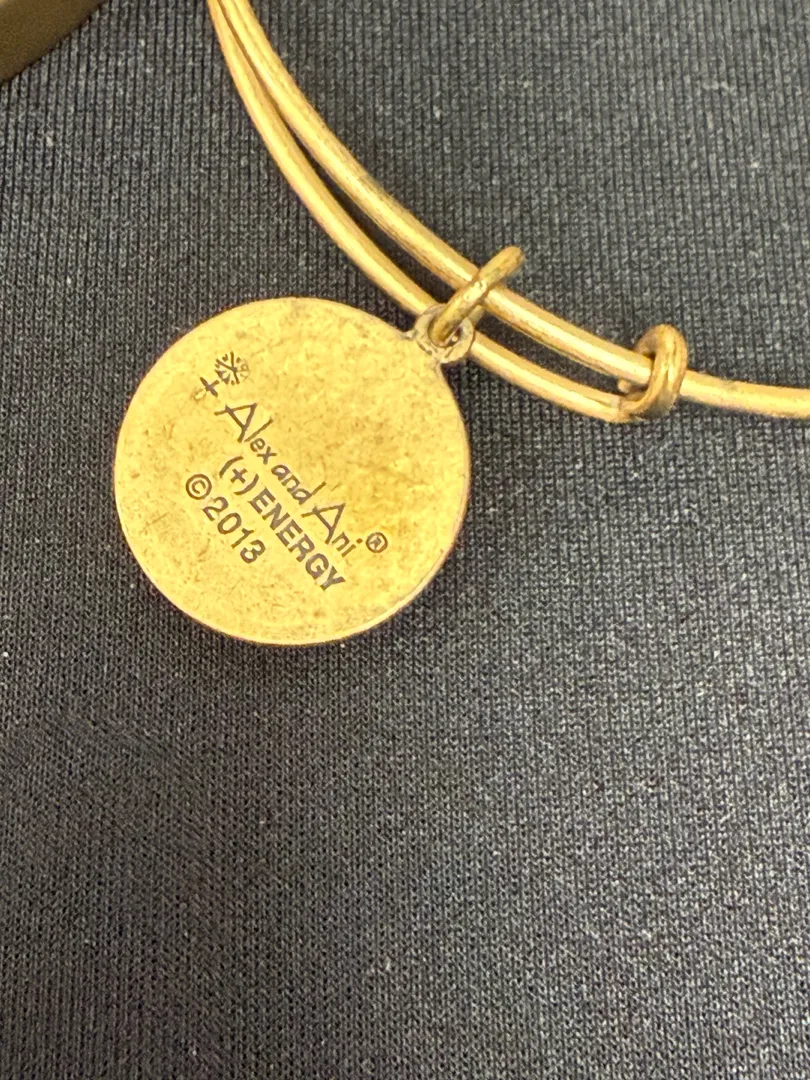 + Alex and Ani®
(+) ENERGY
©2013